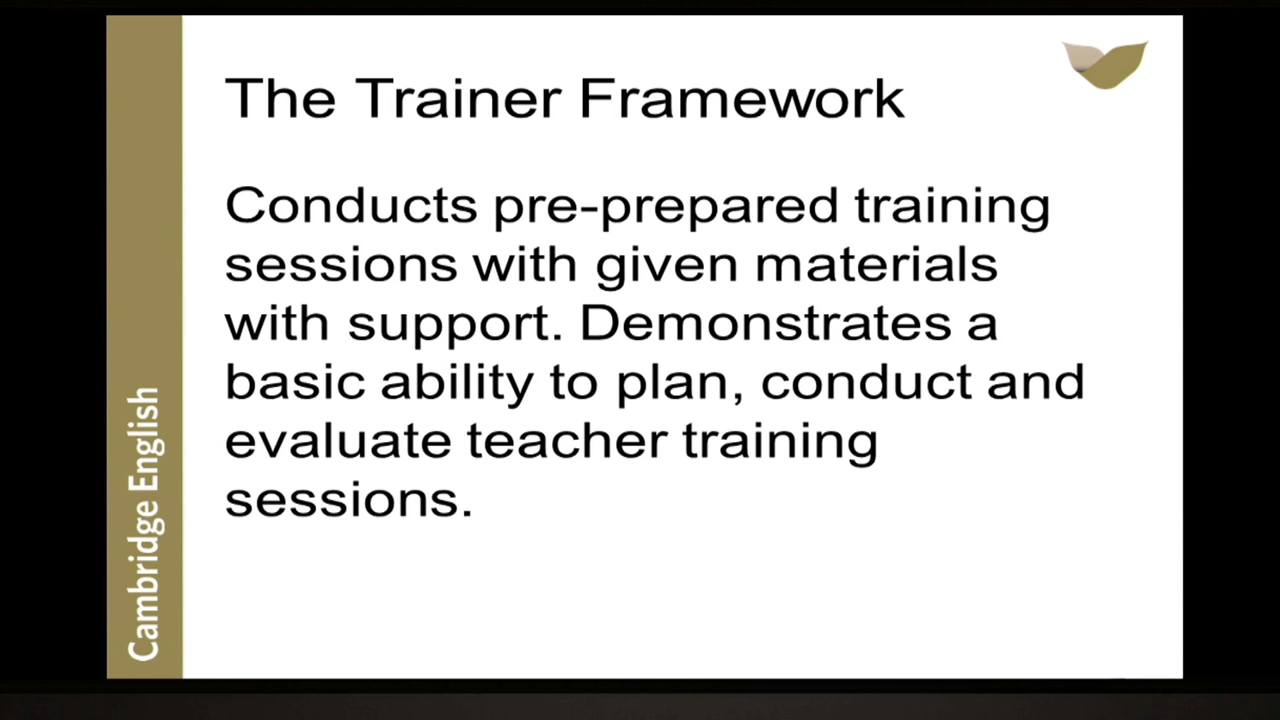 The Trainer Framework
Conducts pre-prepared training
sessions with given materials
with support. Demonstrates a
basic ability to plan, conduct and
evaluate teacher training
sessions.
Cambridge English